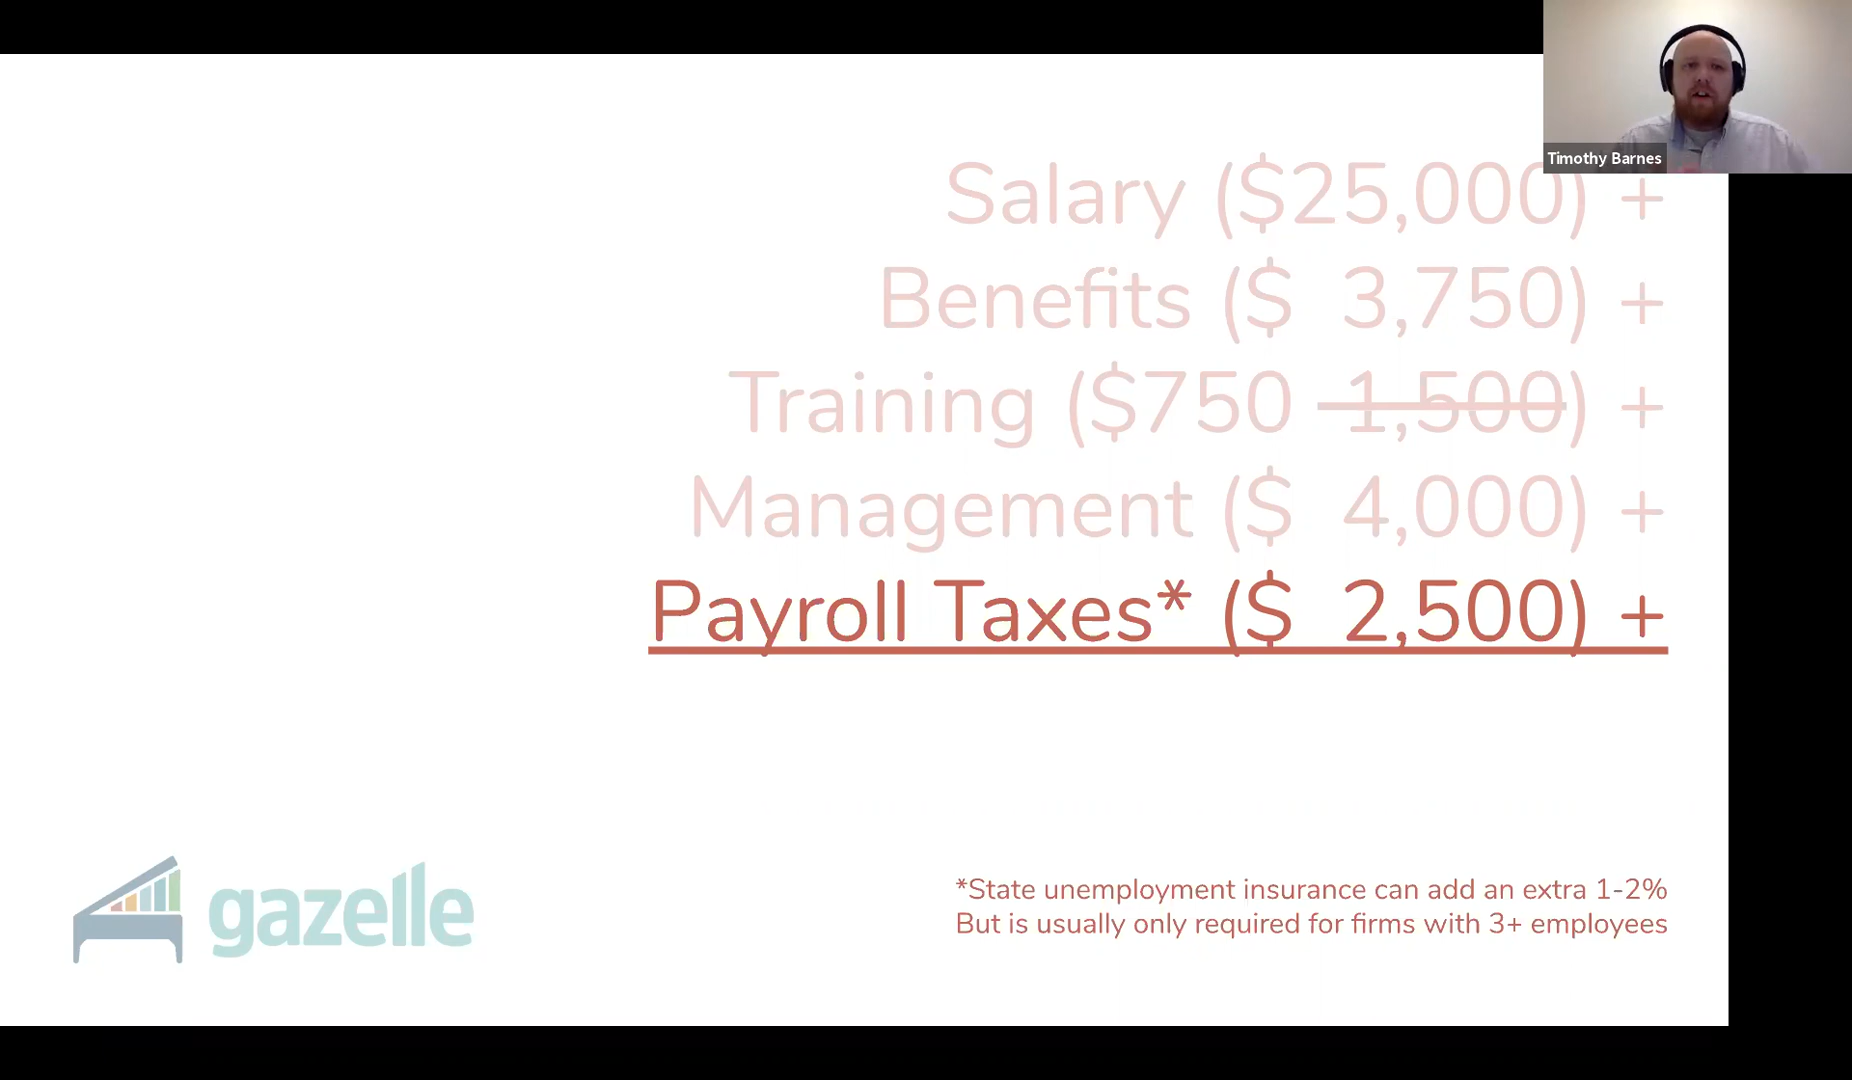 Timothy Barnes
Salary ($25,000) +
Benefits ($ 3,750) +
Training ($750 1,500) +
Management ($ 4,000) +
Payroll Taxes* ($ 2,500) +
gazelle
*State unemployment insurance can add an extra 1-2%
But is usually only required for firms with 3+ employees